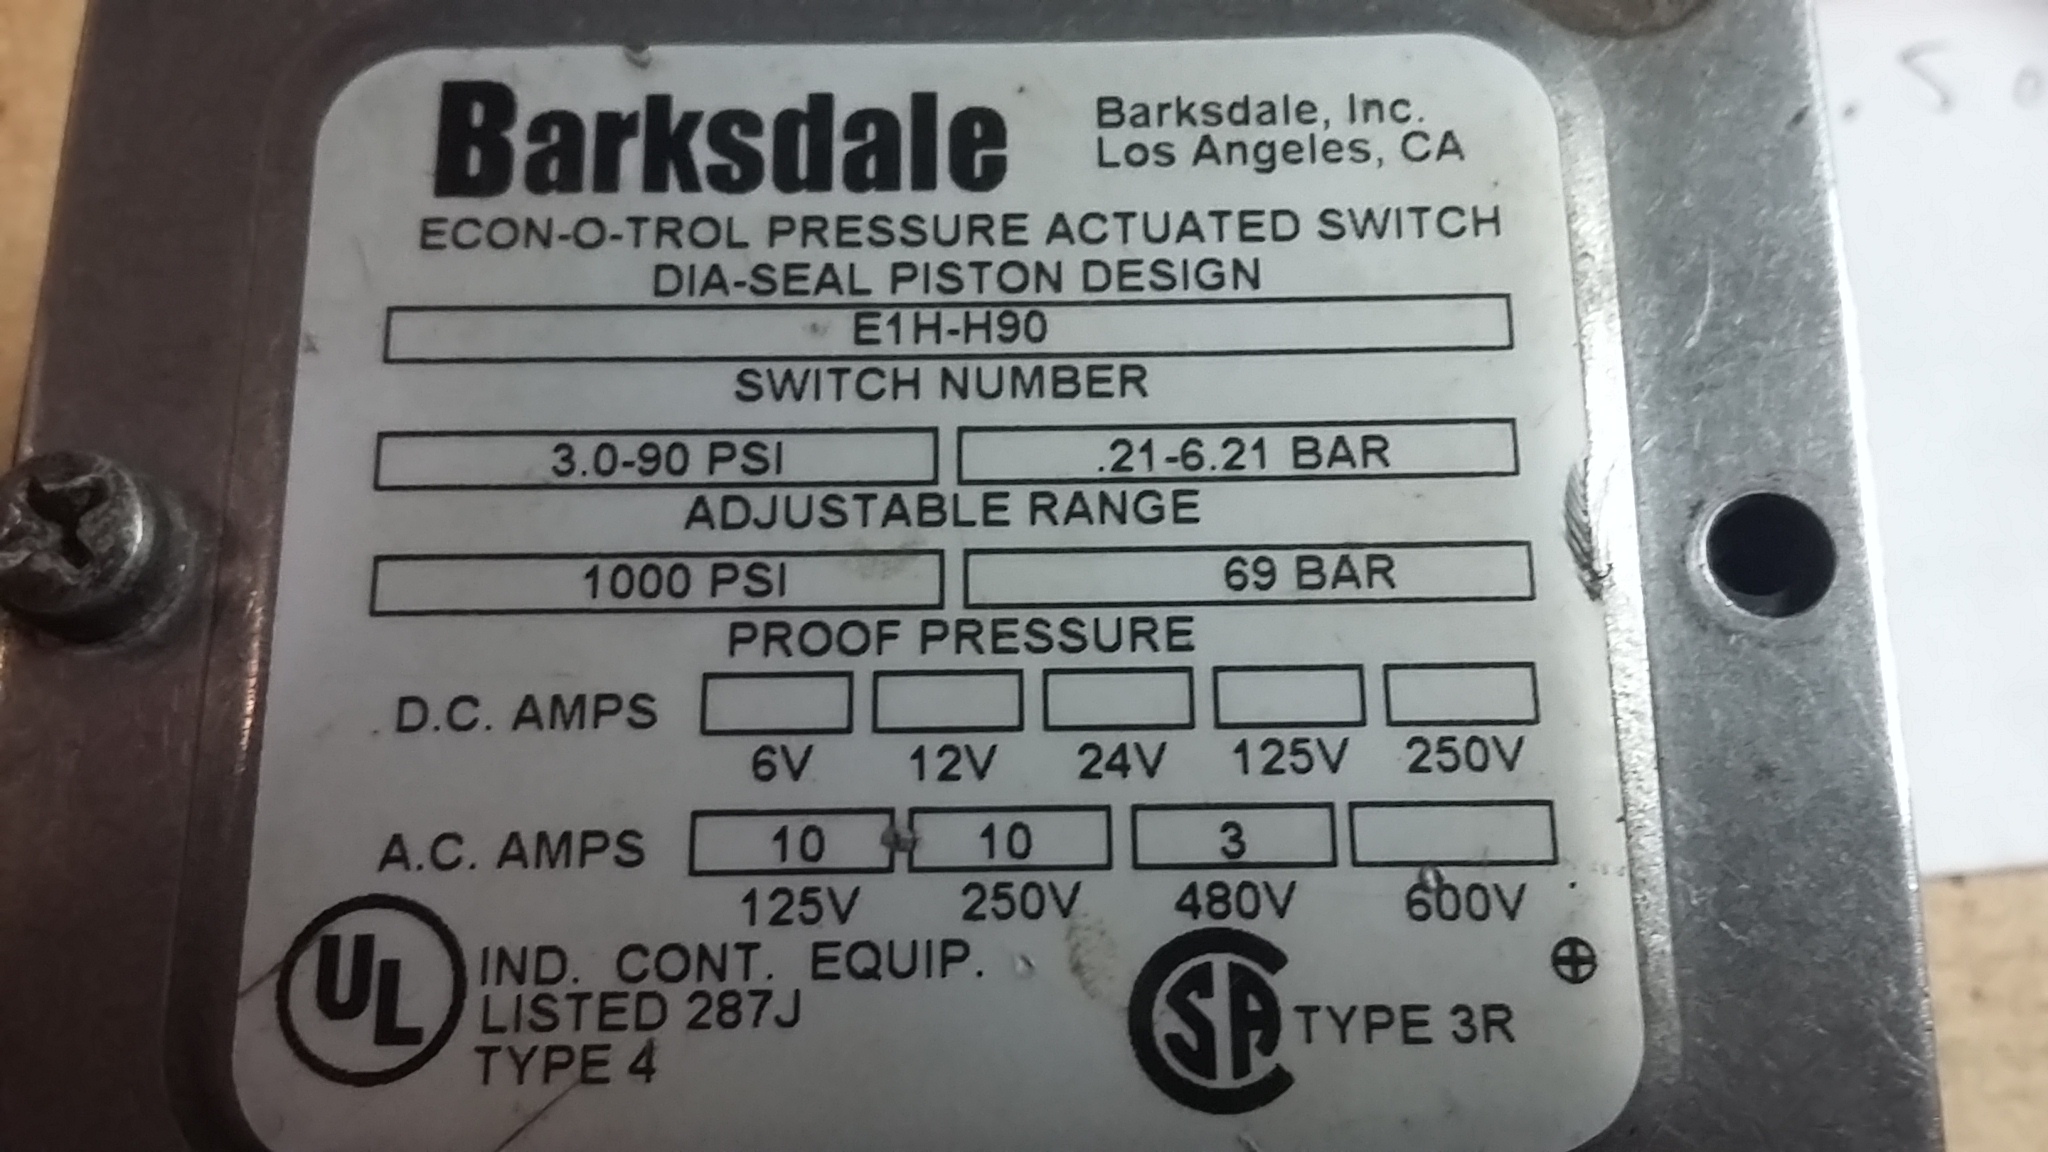 Barksdale
Barksdale, Inc.
Los Angeles, CA
ECON-O-TROL PRESSURE ACTUATED SWITCH
DIA-SEAL PISTON DESIGN
E1H-H90
SWITCH NUMBER
3.0-90 PSI .21-6.21 BAR
ADJUSTABLE RANGE
1000 PSI 69 BAR
PROOF PRESSURE
D.C. AMPS
6V 12V 24V 125V 250V
A.C. AMPS 10 10 3
125V 250V 480V 600V
UL IND. CONT. EQUIP.
LISTED 287J
TYPE 4
CSA TYPE 3R